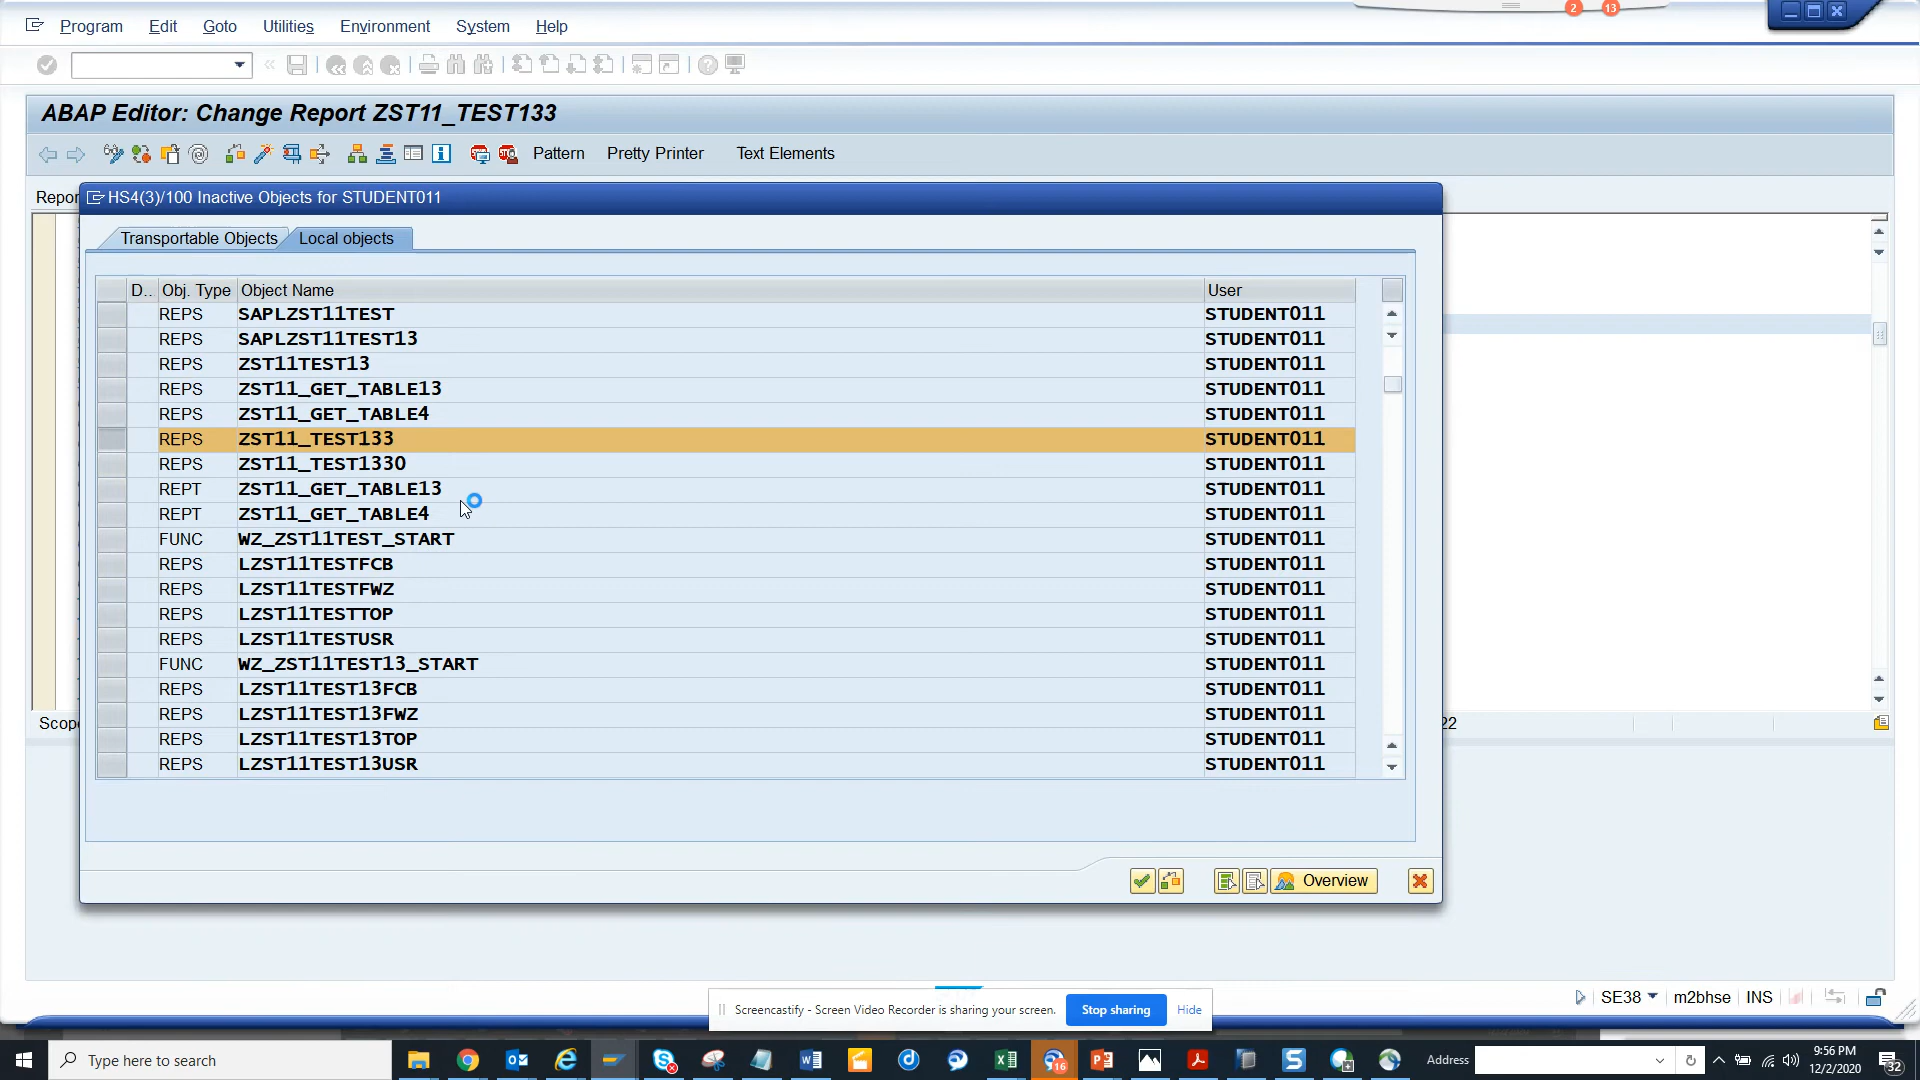 2 13
Program Edit Goto Utilities Environment System Help
ABAP Editor: Change Report ZST11_TEST133
Pattern Pretty Printer Text Elements
Repor
HS4(3)/100 Inactive Objects for STUDENT011
Transportable Objects Local objects
D.. Obj. Type Object Name User
REPS SAPLZST11TEST STUDENT011
REPS SAPLZST11TEST13 STUDENT011
REPS ZST11TEST13 STUDENT011
REPS ZST11_GET_TABLE13 STUDENT011
REPS ZST11_GET_TABLE4 STUDENT011
REPS ZST11_TEST133 STUDENT011
REPS ZST11_TEST1330 STUDENT011
REPT ZST11_GET_TABLE13 STUDENT011
REPT ZST11_GET_TABLE4 STUDENT011
FUNC WZ_ZST11TEST_START STUDENT011
REPS LZST11TESTFCB STUDENT011
REPS LZST11TESTFWZ STUDENT011
REPS LZST11TESTTOP STUDENT011
REPS LZST11TESTUSR STUDENT011
FUNC WZ_ZST11TEST13_START STUDENT011
REPS LZST11TEST13FCB STUDENT011
REPS LZST11TEST13FWZ STUDENT011
REPS LZST11TEST13TOP STUDENT011
REPS LZST11TEST13USR STUDENT011
Scope 22
Overview
SE38 m2bhse INS
Screencastify - Screen Video Recorder is sharing your screen. Stop sharing Hide
Type here to search 16 Address 9:56 PM
12/2/2020 32